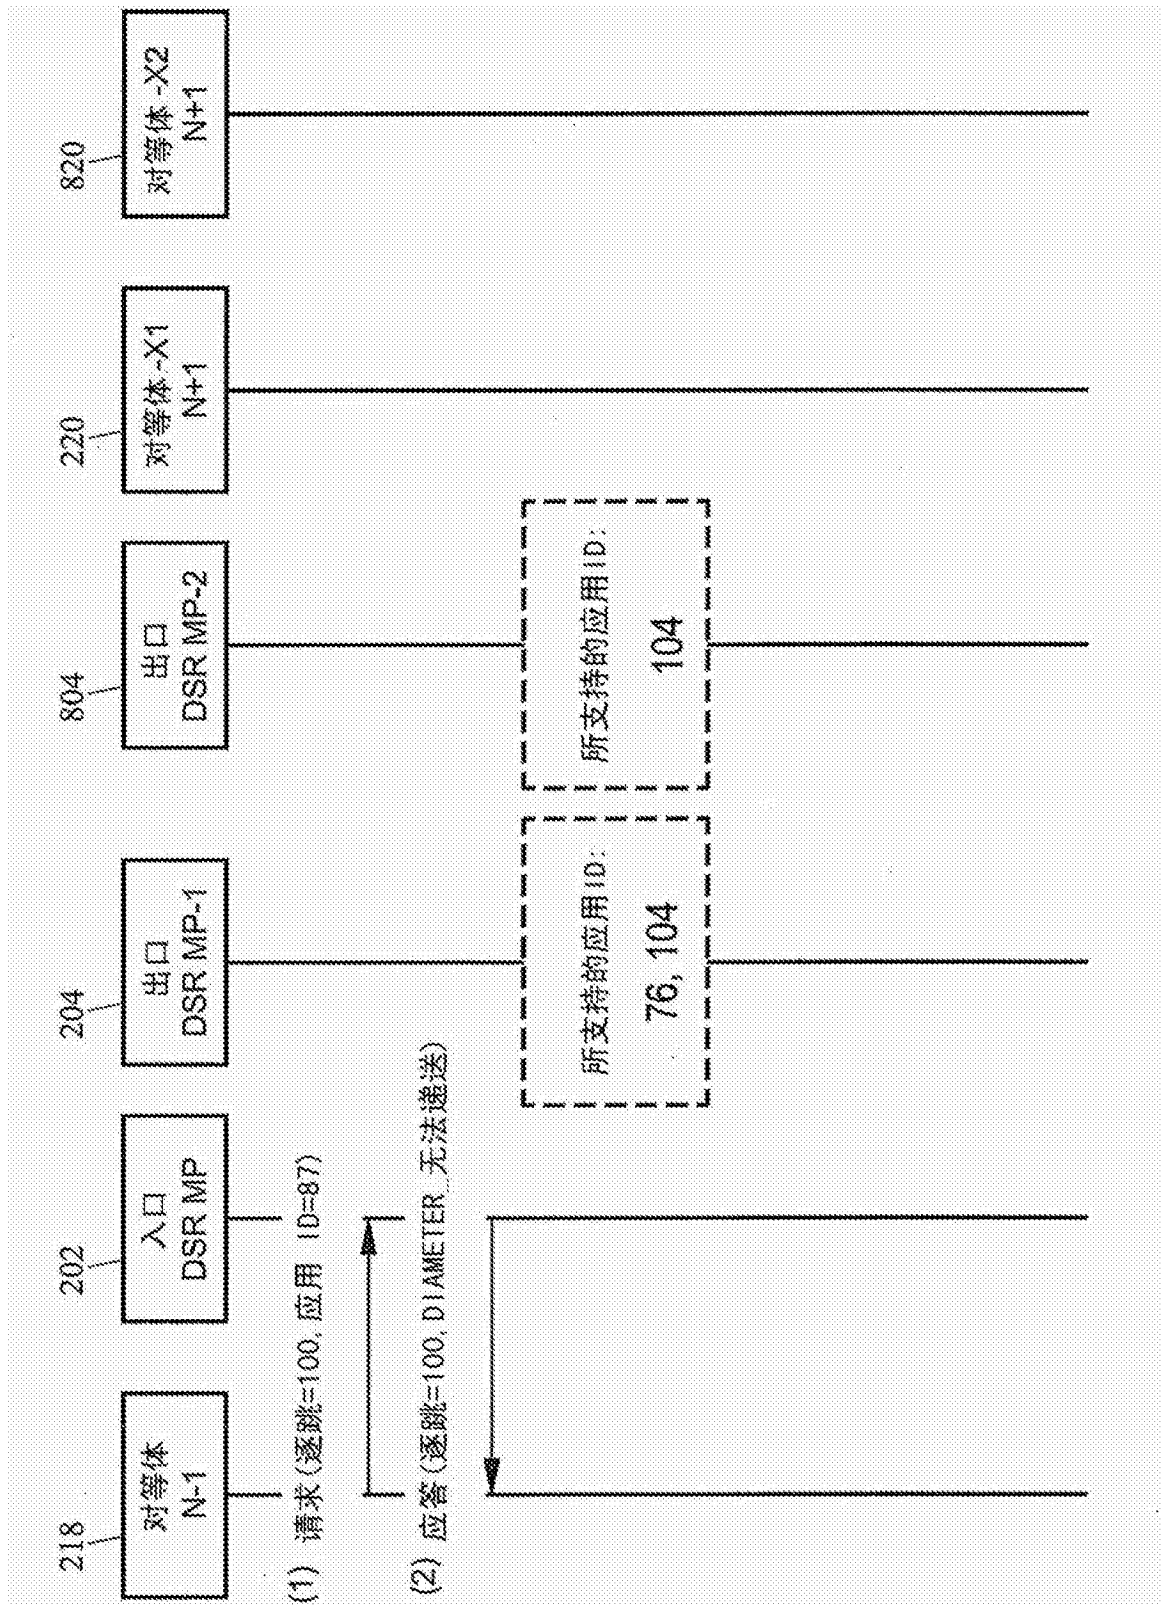 218
对等体
N-1
202
入口
DSR MP
204
出口
DSR MP-1
804
出口
DSR MP-2
220
对等体-X1
N+1
820
对等体-X2
N+1
(1) 请求(逐跳=100,应用 ID=87)
(2) 应答(逐跳=100,DIAMETER_无法递送)
所支持的应用ID:
76, 104
所支持的应用ID:
104